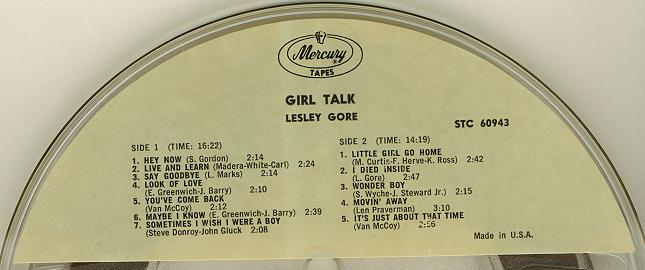 Mercury®
TAPES
GIRL TALK
LESLEY GORE
STC 60943
SIDE 1 (TIME: 16:22)
1. HEY NOW (S. Gordon) 2:14
2. LIVE AND LEARN (Madera-White-Carl) 2:24
3. SAY GOODBYE (L. Marks) 2:14
4. LOOK OF LOVE
(E. Greenwich-J. Barry) 2:10
5. YOU'VE COME BACK
(Van McCoy) 2:12
6. MAYBE I KNOW (E. Greenwich-J. Barry) 2:39
7. SOMETIMES I WISH I WERE A BOY
(Steve Donroy-John Gluck 2:08
SIDE 2 (TIME: 14:19)
1. LITTLE GIRL GO HOME
(M. Curtis-F. Herve-K. Ross) 2:42
2. I DIED INSIDE
(L. Gore) 2:47
3. WONDER BOY
(S. Wyche-J. Steward Jr.) 2:15
4. MOVIN' AWAY
(Len Praverman) 3:10
5. IT'S JUST ABOUT THAT TIME
(Van McCoy) 2:56
Made in U.S.A.